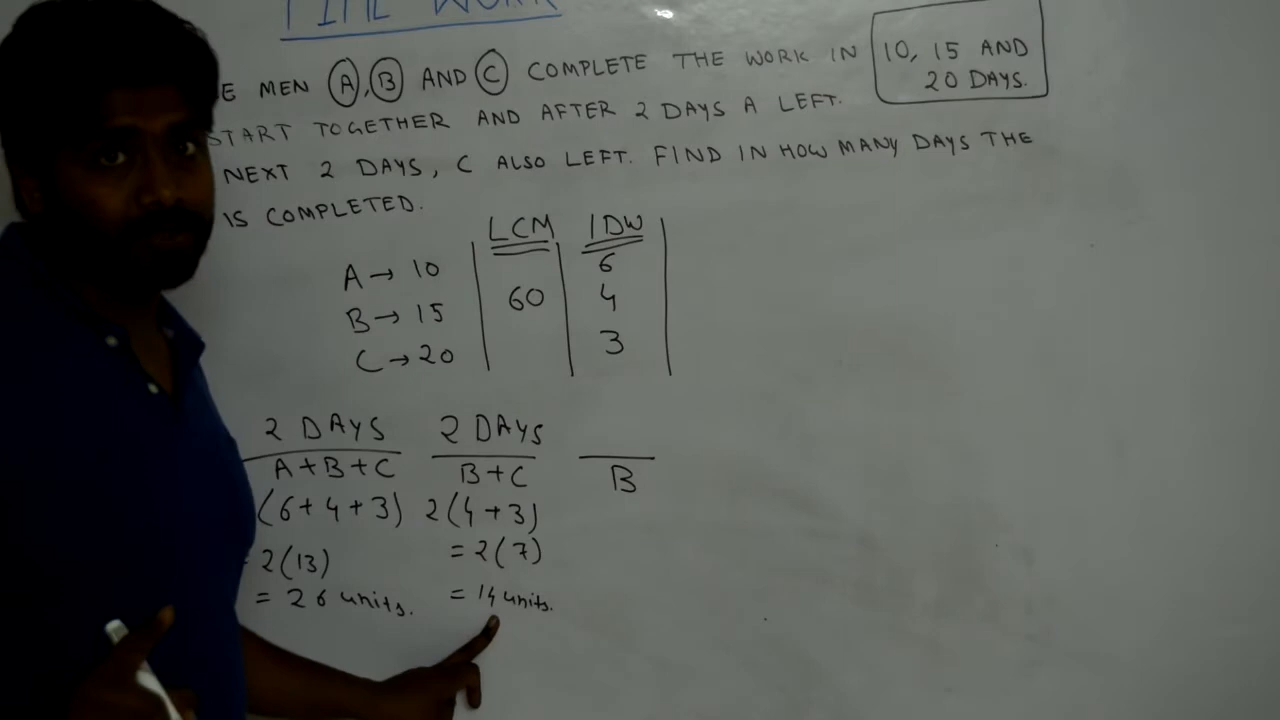 TIME WORK
E MEN A, B AND C COMPLETE THE WORK IN 10, 15 AND
20 DAYS.
START TOGETHER AND AFTER 2 DAYS A LEFT.
NEXT 2 DAYS, C ALSO LEFT. FIND IN HOW MANY DAYS THE
IS COMPLETED.
LCM 1DW
A → 10 6
B → 15 60 4
C → 20 3
2 DAYS 2 DAYS
A+B+C B+C B
(6+4+3) 2(4+3)
= 2(13) = 2(7)
= 26 units. = 14 units.